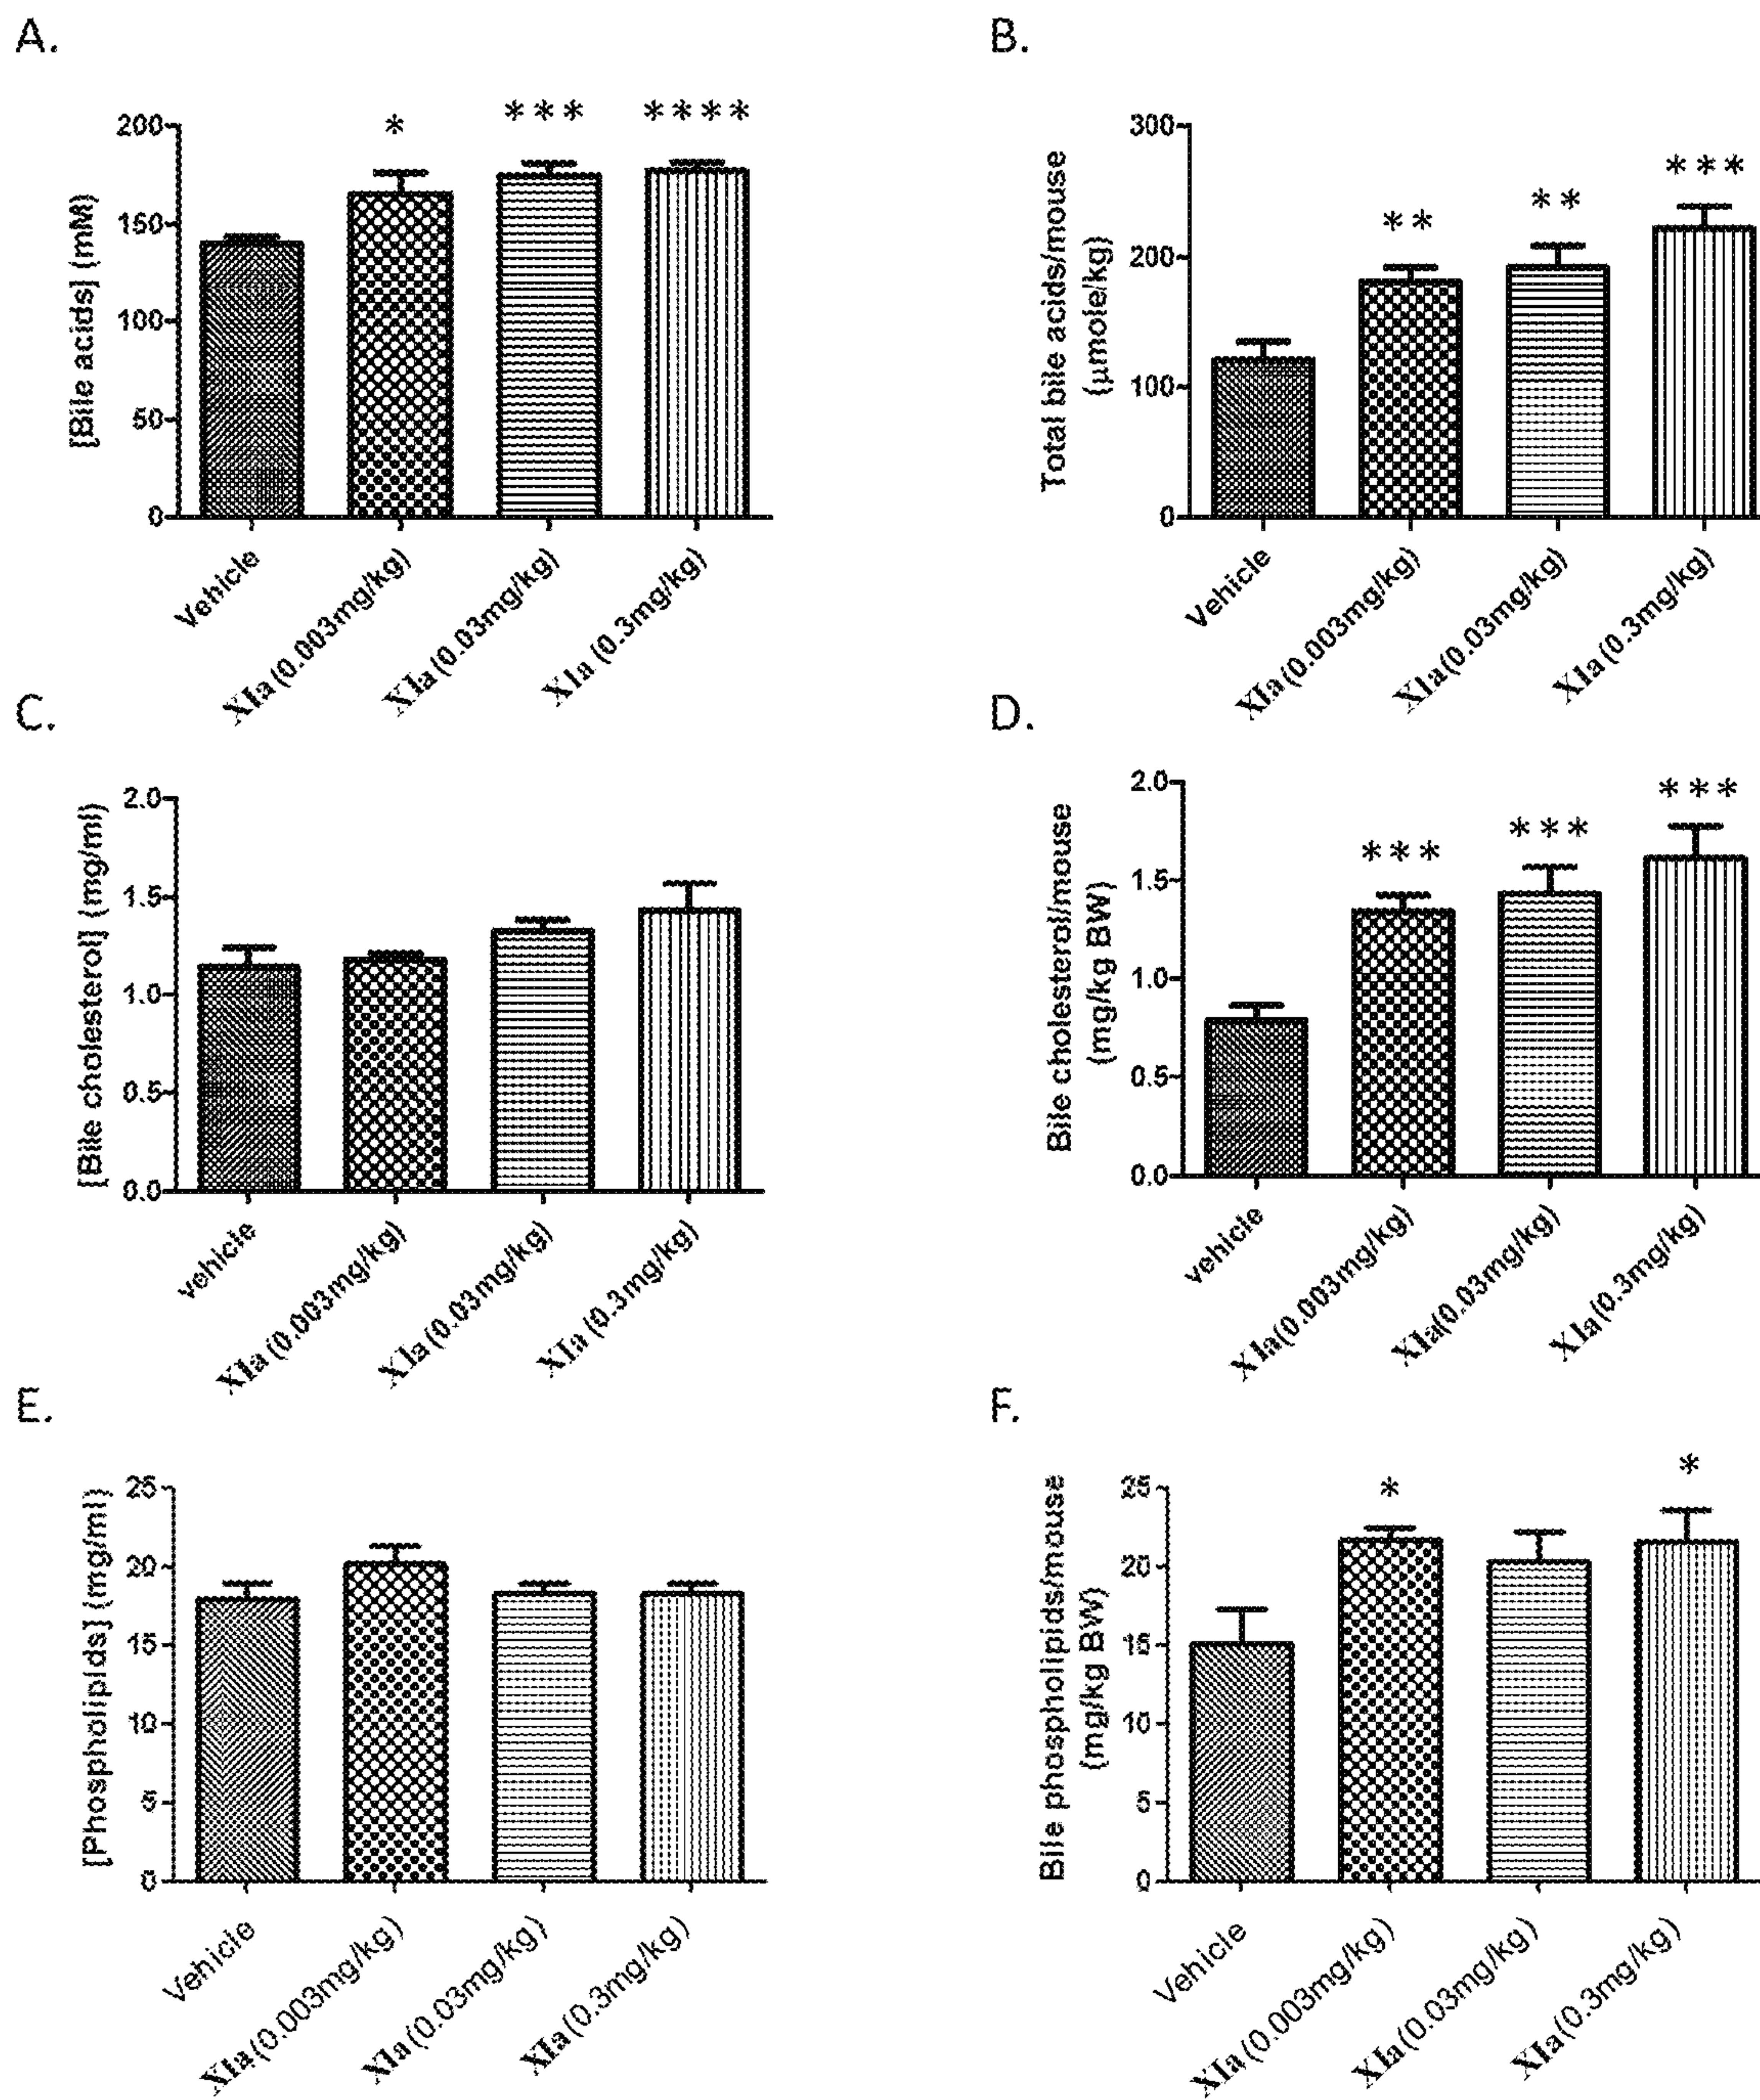 A.
[Bile acids] (mM)
200
150
100
50
0
*
***
****
Vehicle
XIa (0.003mg/kg)
XIa (0.03mg/kg)
XIa (0.3mg/kg)
B.
Total bile acids/mouse
(µmole/kg)
300
200
100
0
**
**
***
Vehicle
XIa (0.003mg/kg)
XIa (0.03mg/kg)
XIa (0.3mg/kg)
C.
[Bile cholesterol] (mg/ml)
2.0
1.5
1.0
0.5
0.0
vehicle
XIa (0.003mg/kg)
XIa (0.03mg/kg)
XIa (0.3mg/kg)
D.
Bile cholesterol/mouse
(mg/kg BW)
2.0
1.5
1.0
0.5
0.0
***
***
***
vehicle
XIa(0.003mg/kg)
XIa(0.03mg/kg)
XIa(0.3mg/kg)
E.
[Phospholipids] (mg/ml)
25
20
15
10
5
0
Vehicle
XIa (0.003mg/kg)
XIa (0.03mg/kg)
XIa (0.3mg/kg)
F.
Bile phospholipids/mouse
(mg/kg BW)
25
20
15
10
5
0
*
*
Vehicle
XIa (0.003mg/kg)
XIa (0.03mg/kg)
XIa (0.3mg/kg)